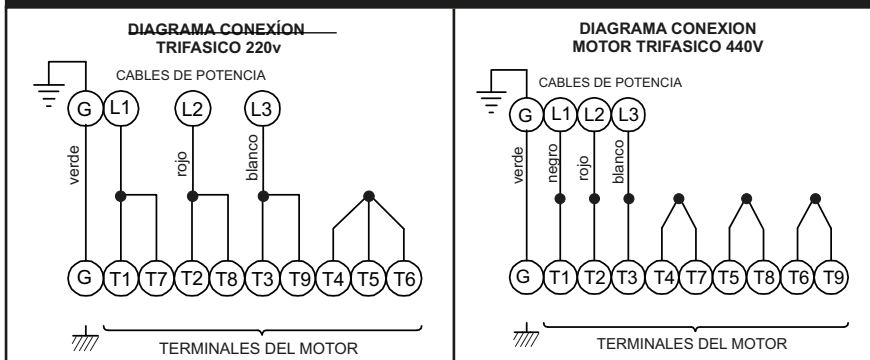 DIAGRAMA CONEXÍON
TRIFASICO 220v
CABLES DE POTENCIA
G L1 L2 L3
verde
rojo
blanco
G T1 T7 T2 T8 T3 T9 T4 T5 T6
TERMINALES DEL MOTOR
DIAGRAMA CONEXION
MOTOR TRIFASICO 440V
CABLES DE POTENCIA
G L1 L2 L3
verde
negro
rojo
blanco
G T1 T2 T3 T4 T7 T5 T8 T6 T9
TERMINALES DEL MOTOR